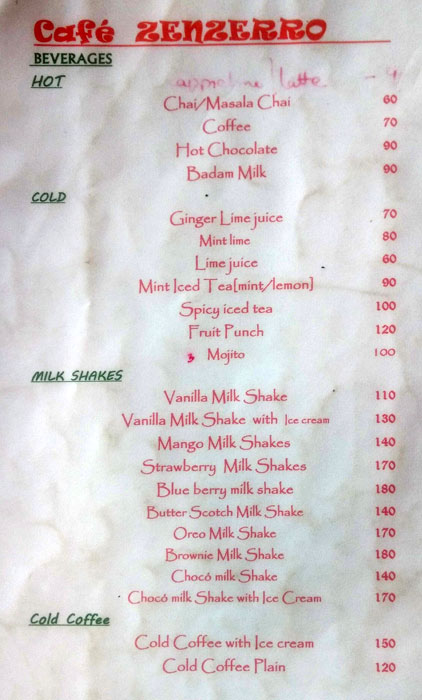 Café ZENZERRO
BEVERAGES
HOT
latte
Chai/Masala Chai 60
Coffee 70
Hot Chocolate 90
Badam Milk 90
COLD
Ginger Lime juice 70
Mint lime 80
Lime juice 60
Mint Iced Tea[mint/lemon] 90
Spicy iced tea 100
Fruit Punch 120
Mojito 100
MILK SHAKES
Vanilla Milk Shake 110
Vanilla Milk Shake with Ice cream 130
Mango Milk Shakes 140
Strawberry Milk Shakes 170
Blue berry milk shake 180
Butter Scotch Milk Shake 140
Oreo Milk Shake 170
Brownie Milk Shake 180
Chocó milk Shake 140
Chocó milk Shake with Ice Cream 170
Cold Coffee
Cold Coffee with Ice cream 150
Cold Coffee Plain 120